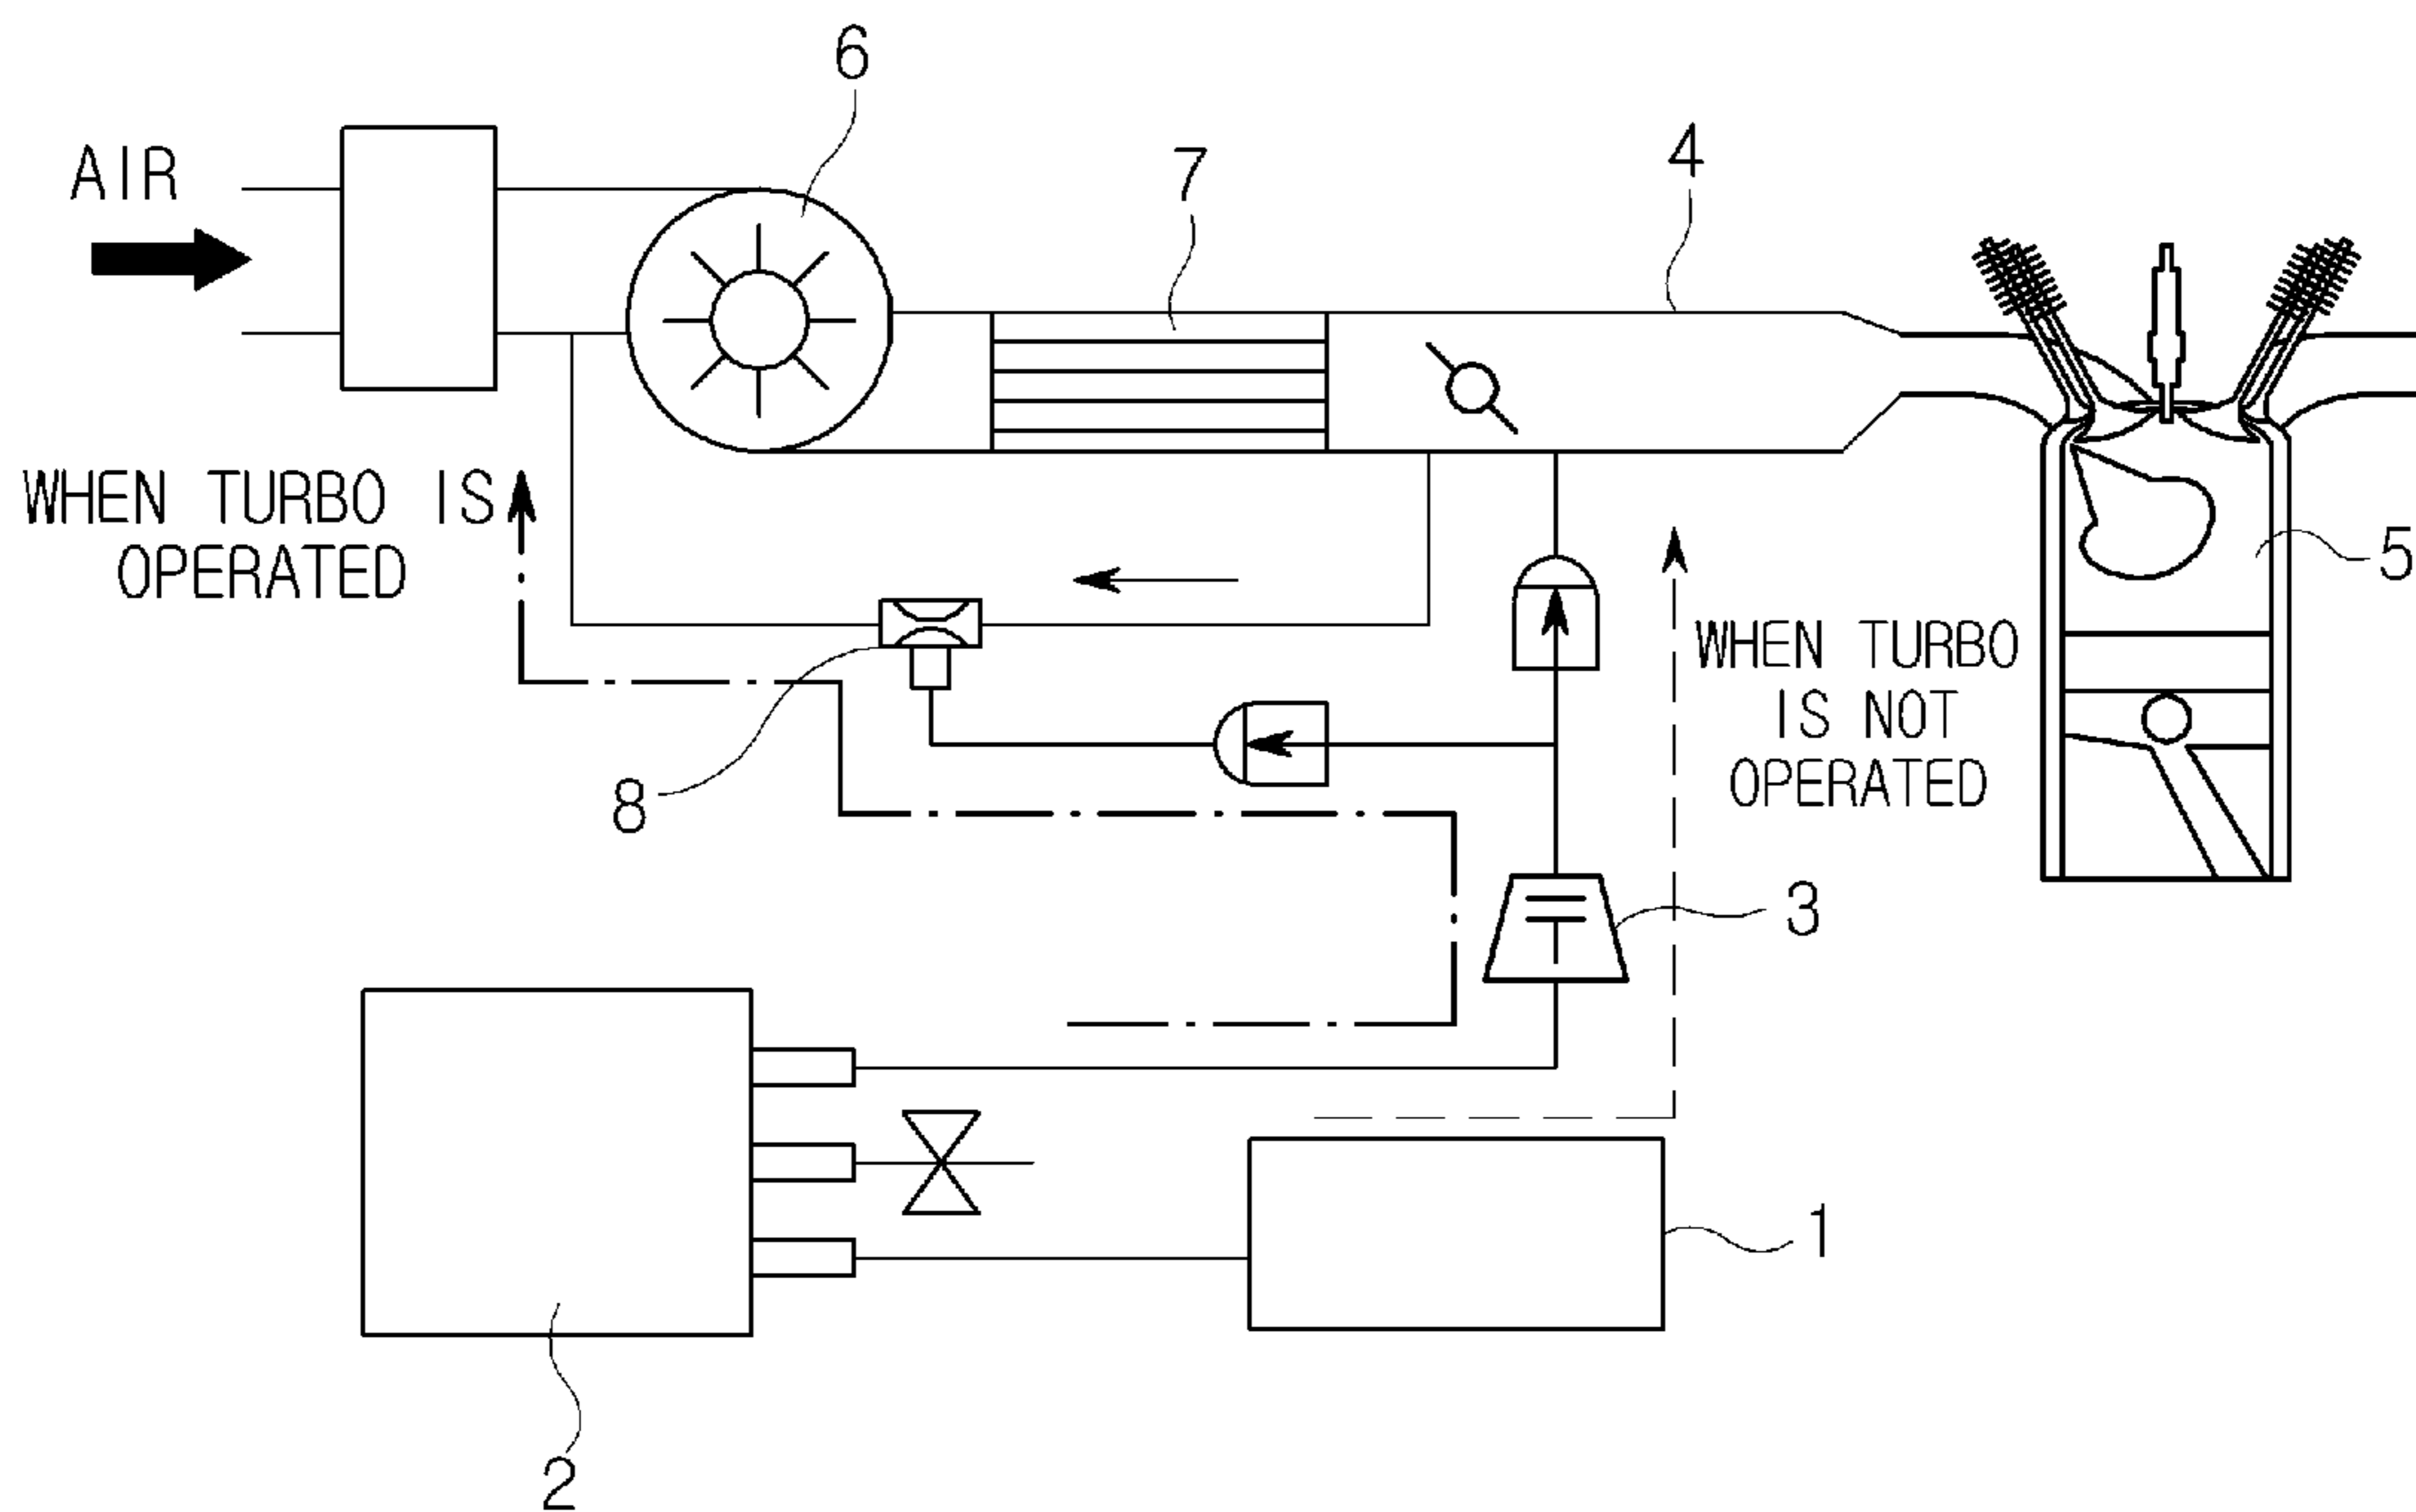 6
AIR
7
4
WHEN TURBO IS
OPERATED
5
WHEN TURBO
IS NOT
OPERATED
8
3
1
2